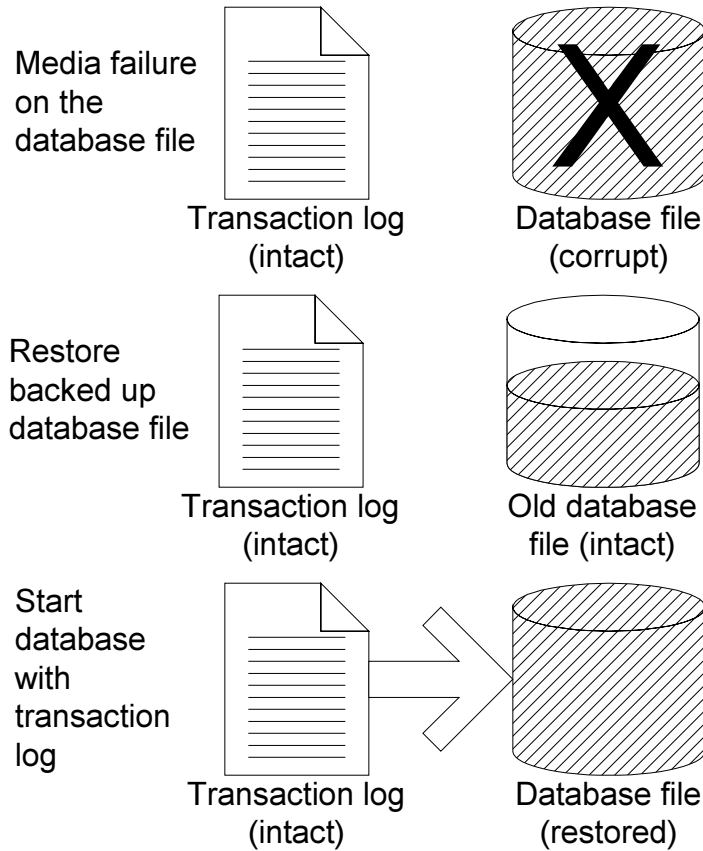 Media failure
on the
database file
Transaction log
(intact)
Database file
(corrupt)
Restore
backed up
database file
Transaction log
(intact)
Old database
file (intact)
Start
database
with
transaction
log
Transaction log
(intact)
Database file
(restored)